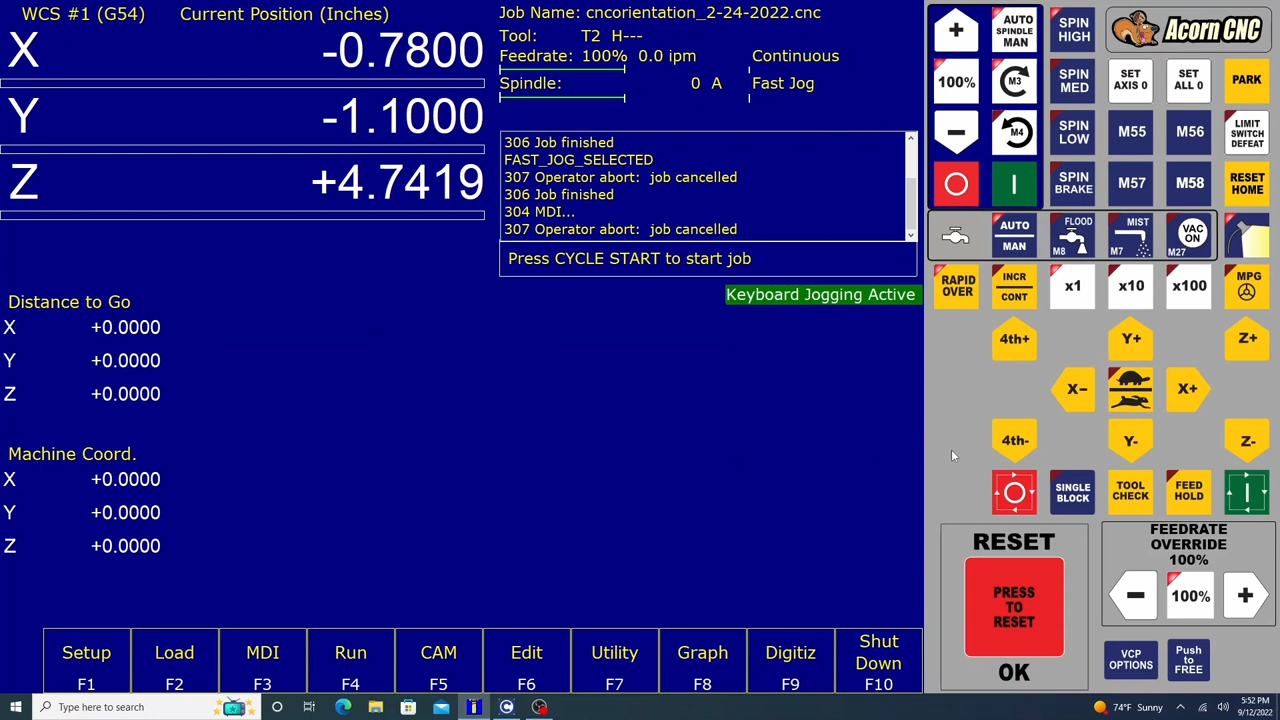 WCS #1 (G54) Current Position (Inches)
X -0.7800
Y -1.1000
Z +4.7419
Job Name: cncorientation_2-24-2022.cnc
Tool: T2 H---
Feedrate: 100% 0.0 ipm Continuous
Spindle: 0 A Fast Jog
306 Job finished
FAST_JOG_SELECTED
307 Operator abort: job cancelled
306 Job finished
304 MDI...
307 Operator abort: job cancelled
Press CYCLE START to start job
Keyboard Jogging Active
Distance to Go
X +0.0000
Y +0.0000
Z +0.0000
Machine Coord.
X +0.0000
Y +0.0000
Z +0.0000
Setup Load MDI Run CAM Edit Utility Graph Digitiz Shut
Down
F1 F2 F3 F4 F5 F6 F7 F8 F9 F10
+
AUTO
SPINDLE
MAN
SPIN
HIGH
Acorn CNC
100%
M3
SPIN
MED
SET
AXIS 0
SET
ALL 0
PARK
−
M4
SPIN
LOW
M55
M56
LIMIT
SWITCH
DEFEAT
SPIN
BRAKE
M57
M58
RESET
HOME
AUTO
MAN
FLOOD
M8
MIST
M7
VAC
ON
M27
RAPID
OVER
INCR
CONT
x1
x10
x100
MPG
4th+
Y+
Z+
X−
X+
4th-
Y-
Z-
SINGLE
BLOCK
TOOL
CHECK
FEED
HOLD
RESET
PRESS
TO
RESET
OK
FEEDRATE
OVERRIDE
100%
−
100%
+
VCP
OPTIONS
Push
to
FREE
Type here to search
74°F Sunny
5:52 PM
9/12/2022